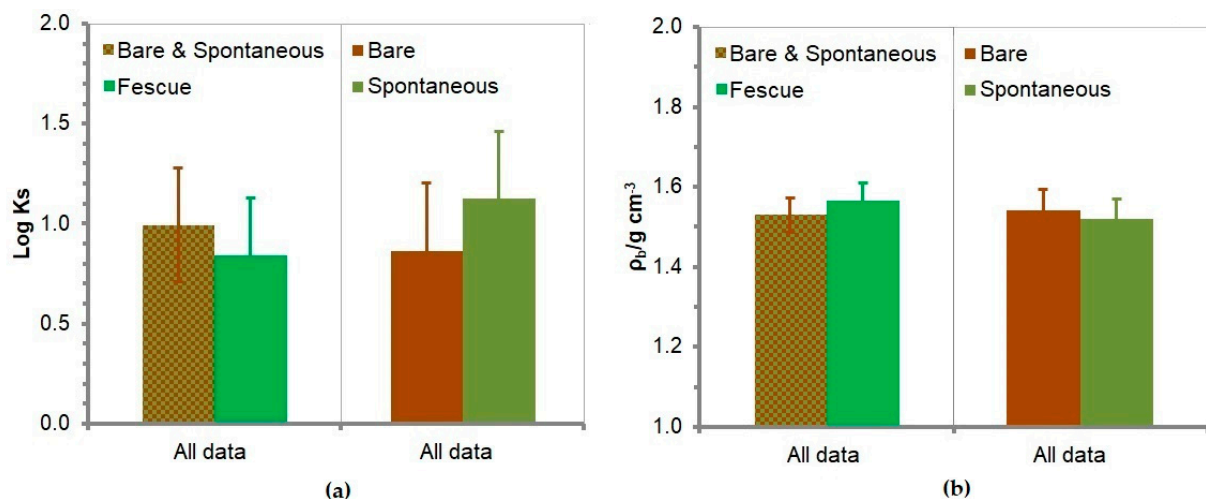 2.0
Bare & Spontaneous
Bare
Fescue
Spontaneous
1.5
1.0
0.5
0.0
Log Ks
All data
All data
(a)
2.0
Bare & Spontaneous
Bare
Fescue
Spontaneous
1.8
1.6
1.4
1.2
1.0
ρb/g cm-3
All data
All data
(b)